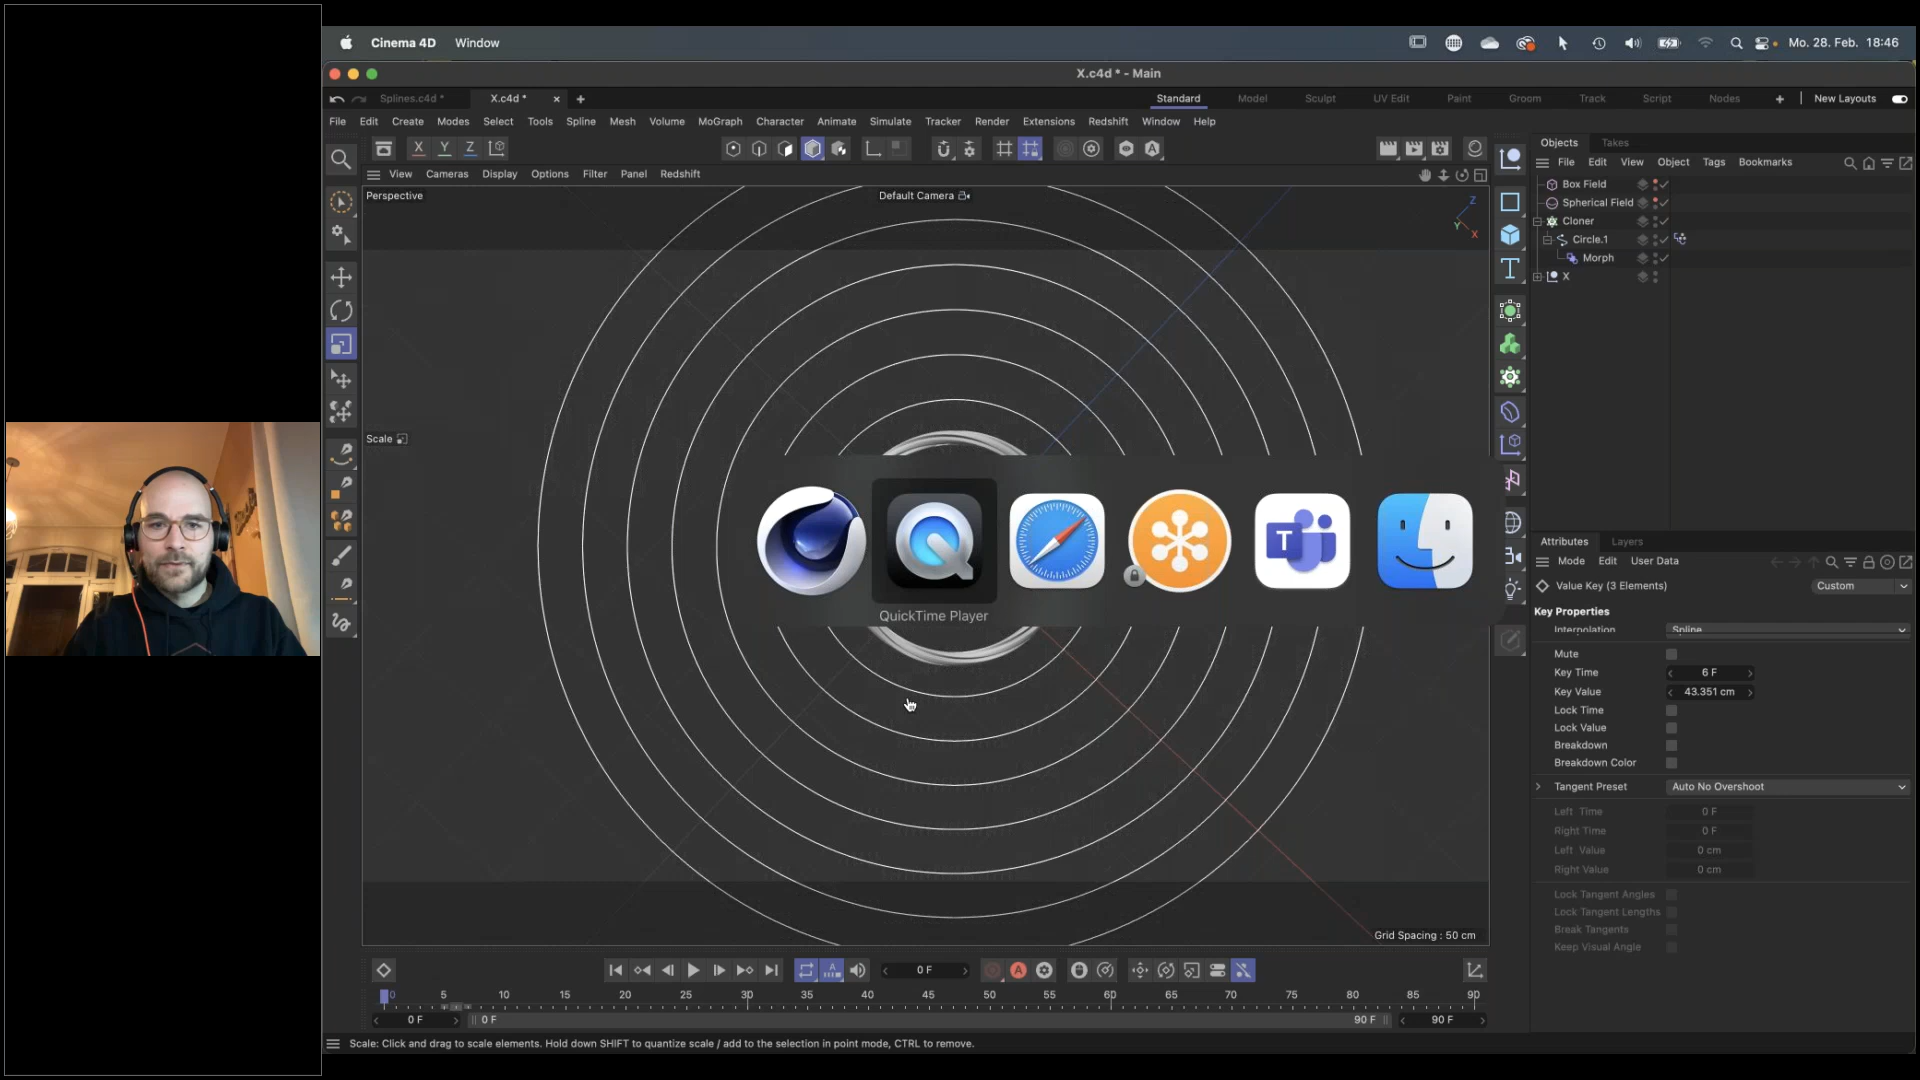 Cinema 4D Window
Mo. 28. Feb. 18:46
X.c4d * - Main
Splines.c4d * X.c4d *
Standard Model Sculpt UV Edit Paint Groom Track Script Nodes New Layouts
File Edit Create Modes Select Tools Spline Mesh Volume MoGraph Character Animate Simulate Tracker Render Extensions Redshift Window Help
X Y Z
View Cameras Display Options Filter Panel Redshift
Perspective
Default Camera
Z
Y
X
Scale
QuickTime Player
Grid Spacing : 50 cm
Objects Takes
File Edit View Object Tags Bookmarks
Box Field
Spherical Field
Cloner
Circle.1
Morph
X
Attributes Layers
Mode Edit User Data
Value Key (3 Elements) Custom
Key Properties
Interpolation Spline
Mute
Key Time 6 F
Key Value 43.351 cm
Lock Time
Lock Value
Breakdown
Breakdown Color
Tangent Preset Auto No Overshoot
Left Time 0 F
Right Time 0 F
Left Value 0 cm
Right Value 0 cm
Lock Tangent Angles
Lock Tangent Lengths
Break Tangents
Keep Visual Angle
0 F
0 5 10 15 20 25 30 35 40 45 50 55 60 65 70 75 80 85 90
0 F 0 F 90 F 90 F
Scale: Click and drag to scale elements. Hold down SHIFT to quantize scale / add to the selection in point mode, CTRL to remove.